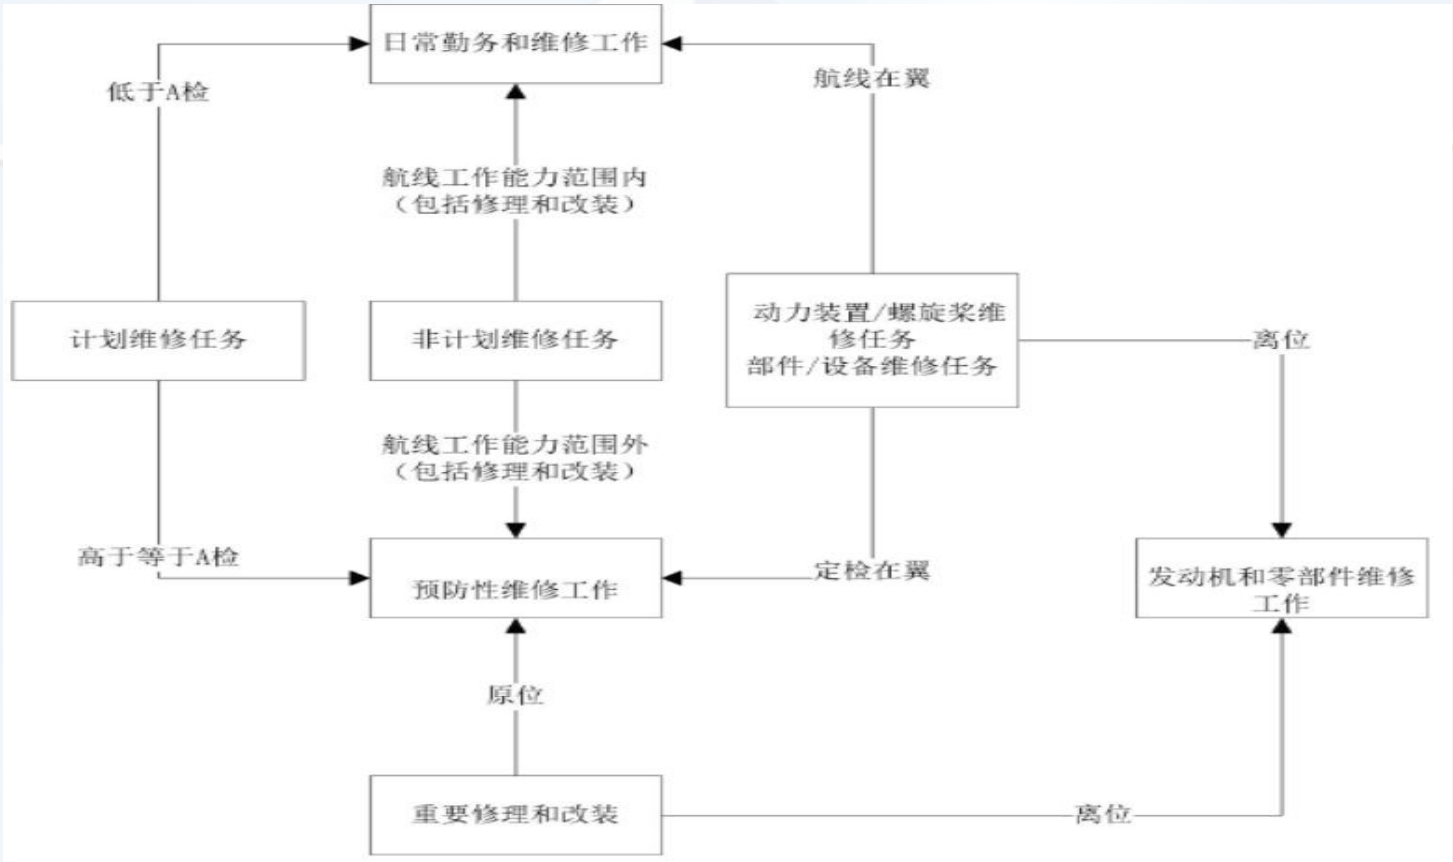 日常勤务和维修工作
低于A检
航线在翼
航线工作能力范围内
（包括修理和改装）
计划维修任务
非计划维修任务
动力装置/螺旋桨维
修任务
部件/设备维修任务
离位
航线工作能力范围外
（包括修理和改装）
高于等于A检
预防性维修工作
定检在翼
发动机和零部件维修
工作
原位
重要修理和改装
离位